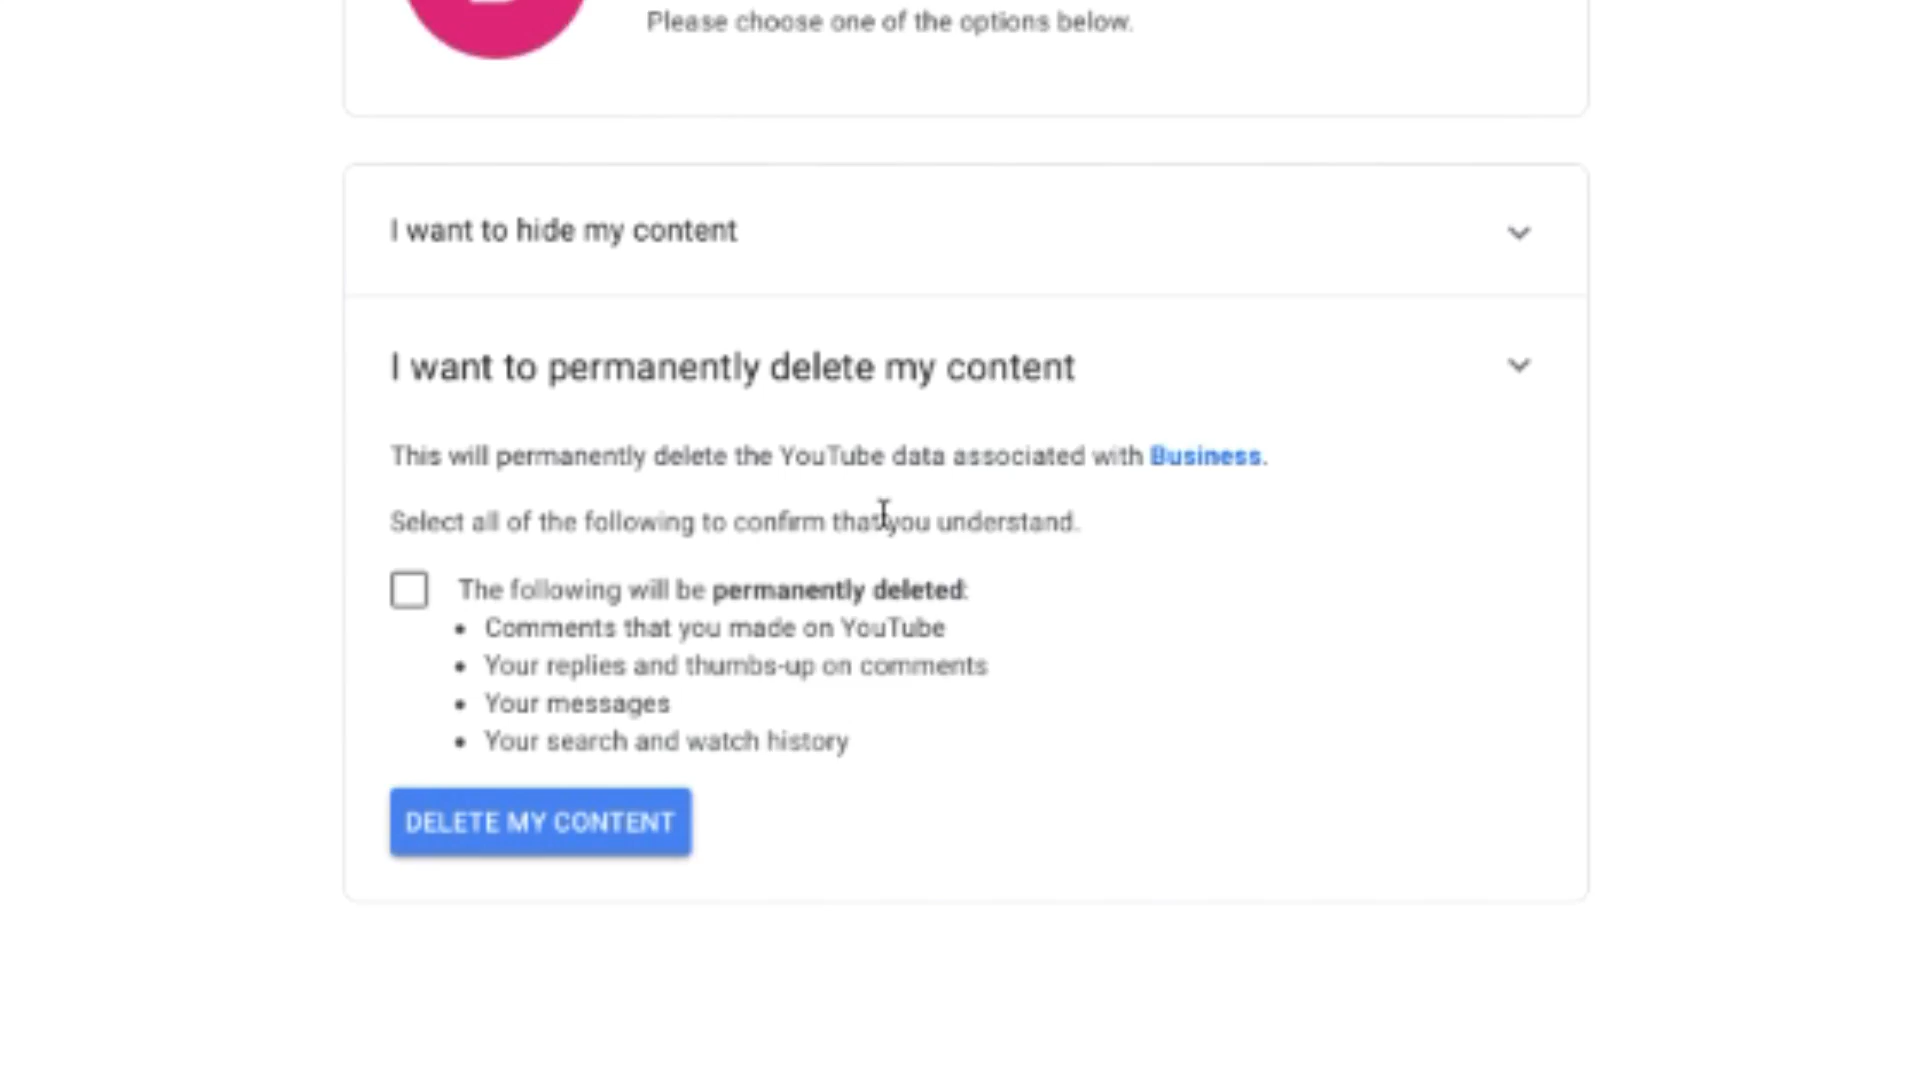 Please choose one of the options below.
I want to hide my content
I want to permanently delete my content
This will permanently delete the YouTube data associated with Business.
Select all of the following to confirm that you understand.
The following will be permanently deleted:
• Comments that you made on YouTube
• Your replies and thumbs-up on comments
• Your messages
• Your search and watch history
DELETE MY CONTENT